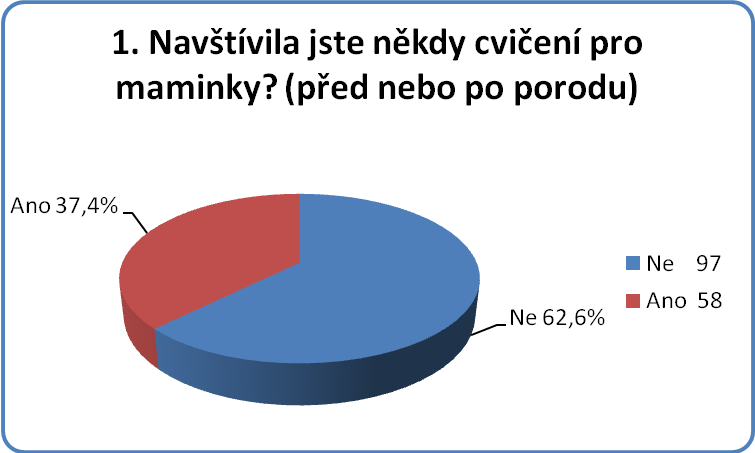 1. Navštívila jste někdy cvičení pro
maminky? (před nebo po porodu)
Ano 37,4%
Ne 97
Ano 58
Ne 62,6%